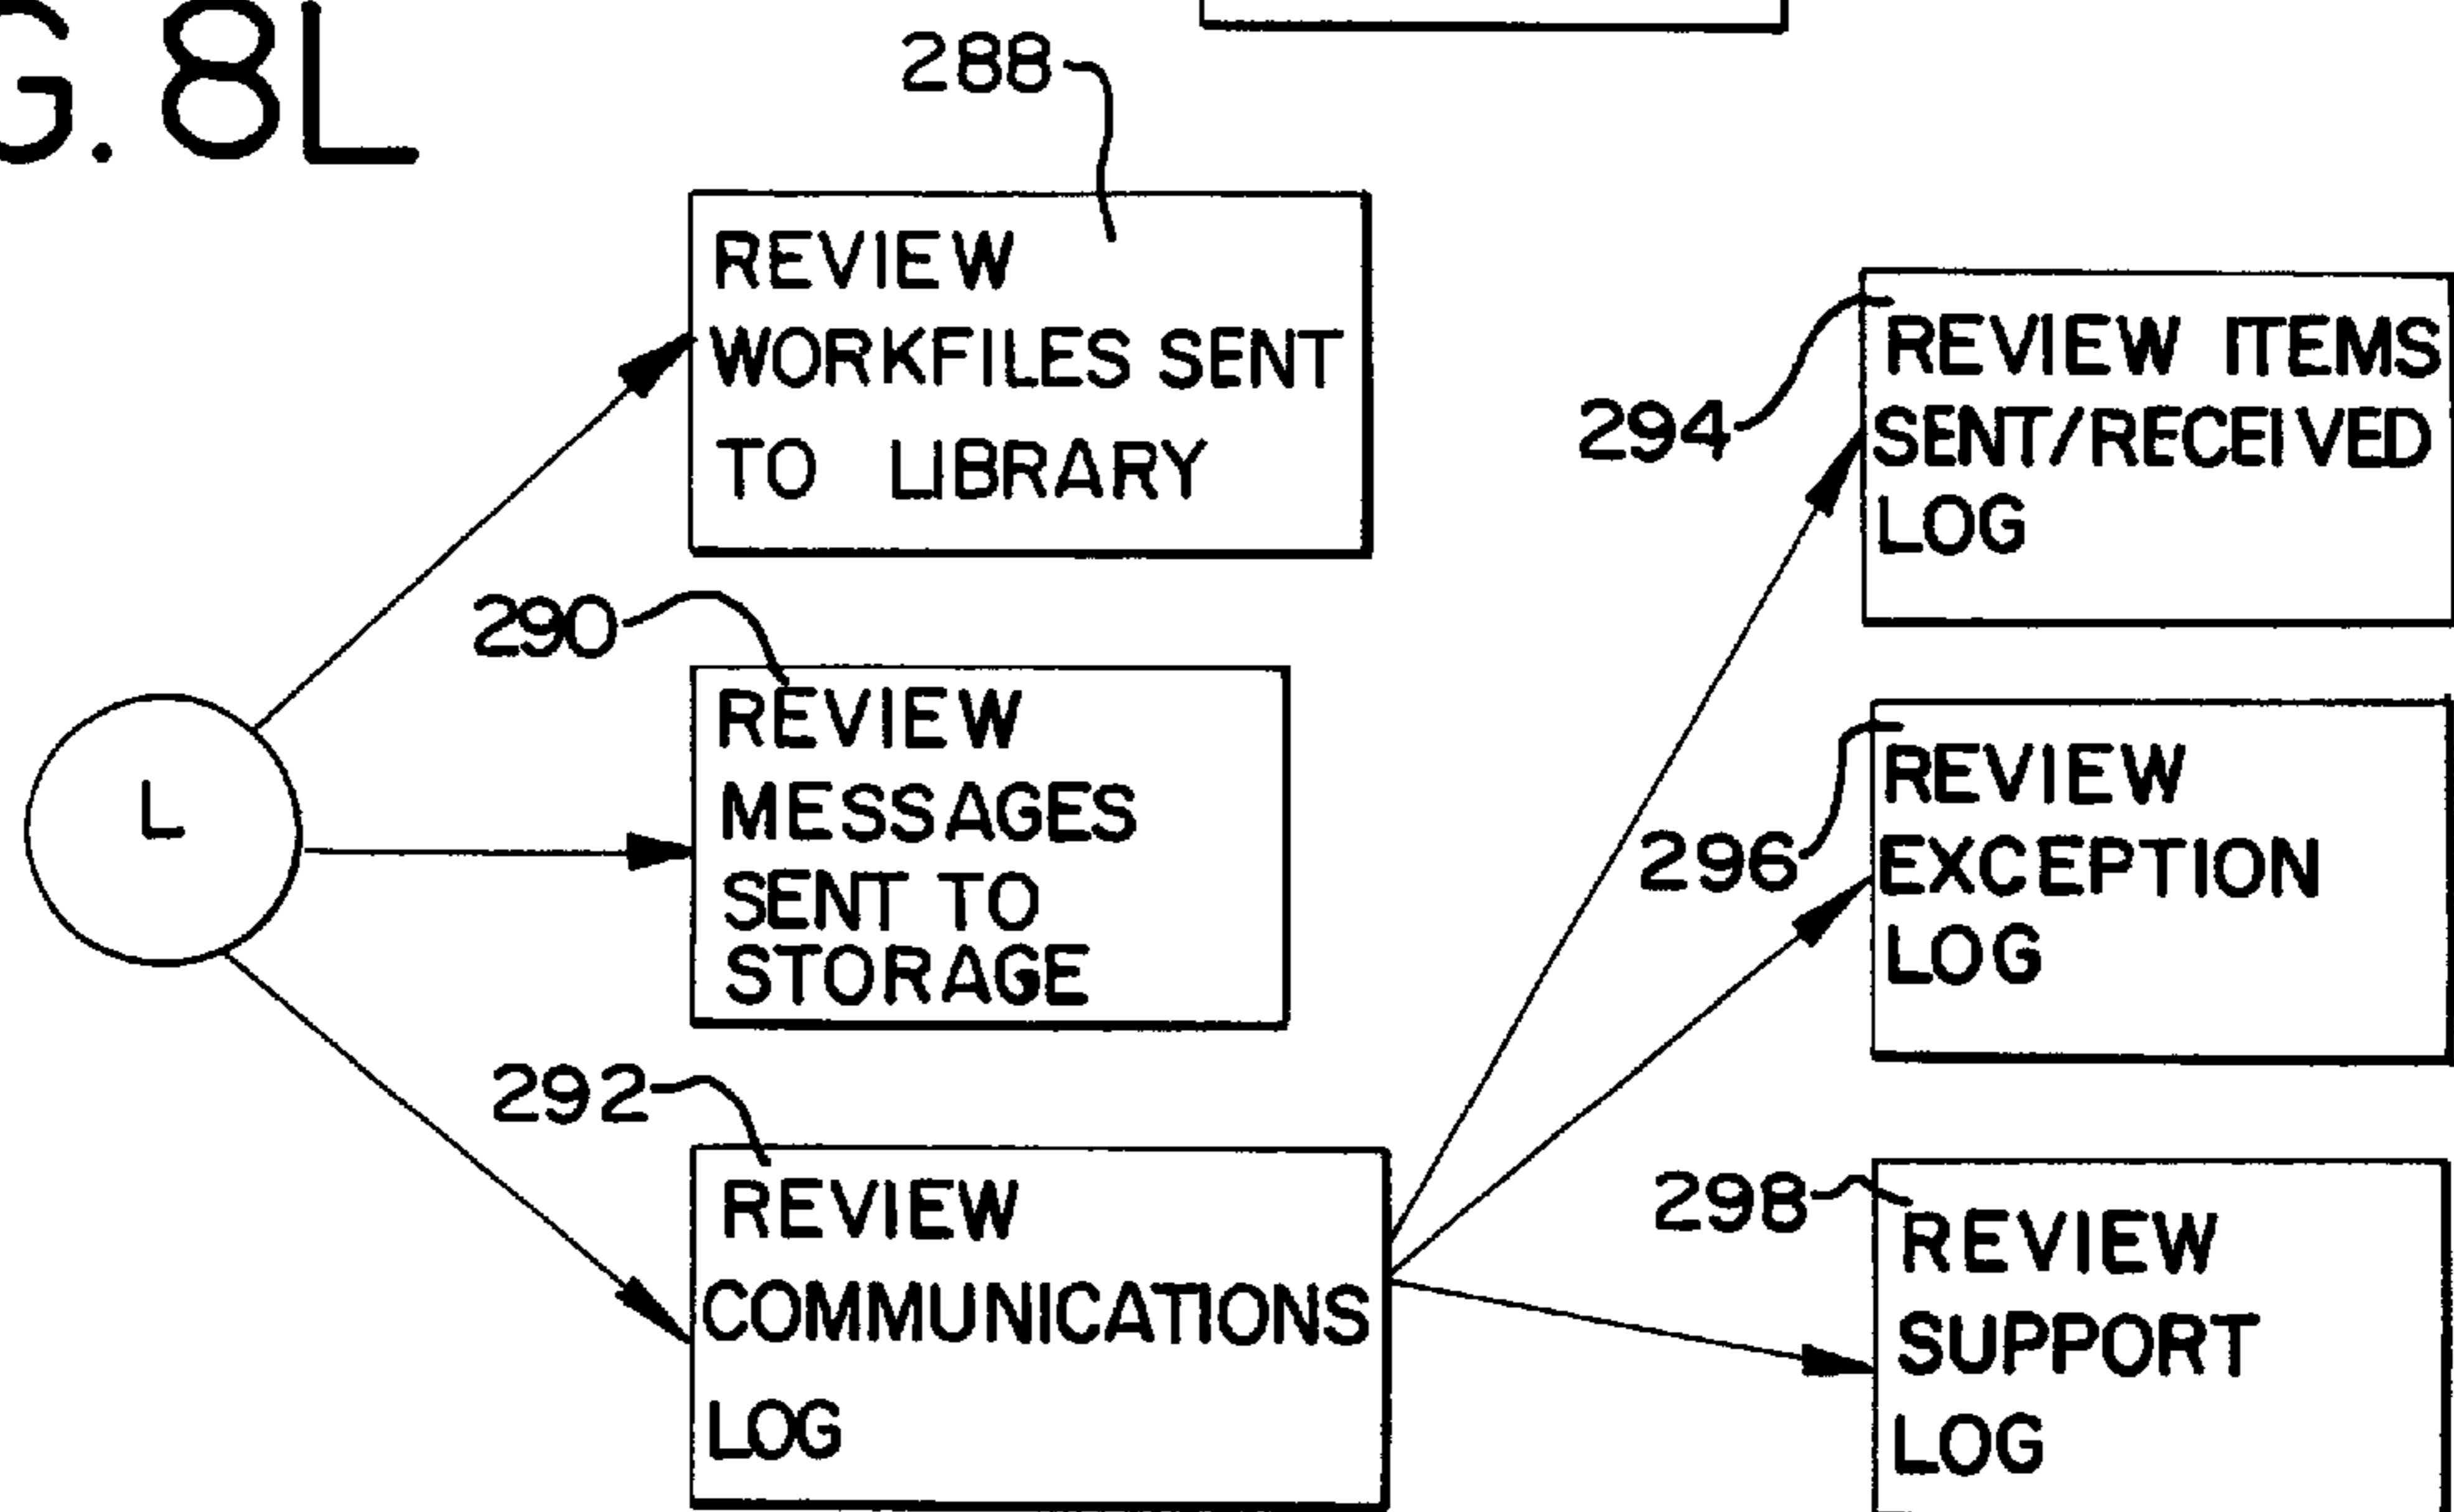 G. 8L
288
REVIEW
WORKFILES SENT
TO LIBRARY
290
REVIEW
MESSAGES
SENT TO
STORAGE
L
292
REVIEW
COMMUNICATIONS
LOG
294
REVIEW ITEMS
SENT/RECEIVED
LOG
296
REVIEW
EXCEPTION
LOG
298
REVIEW
SUPPORT
LOG